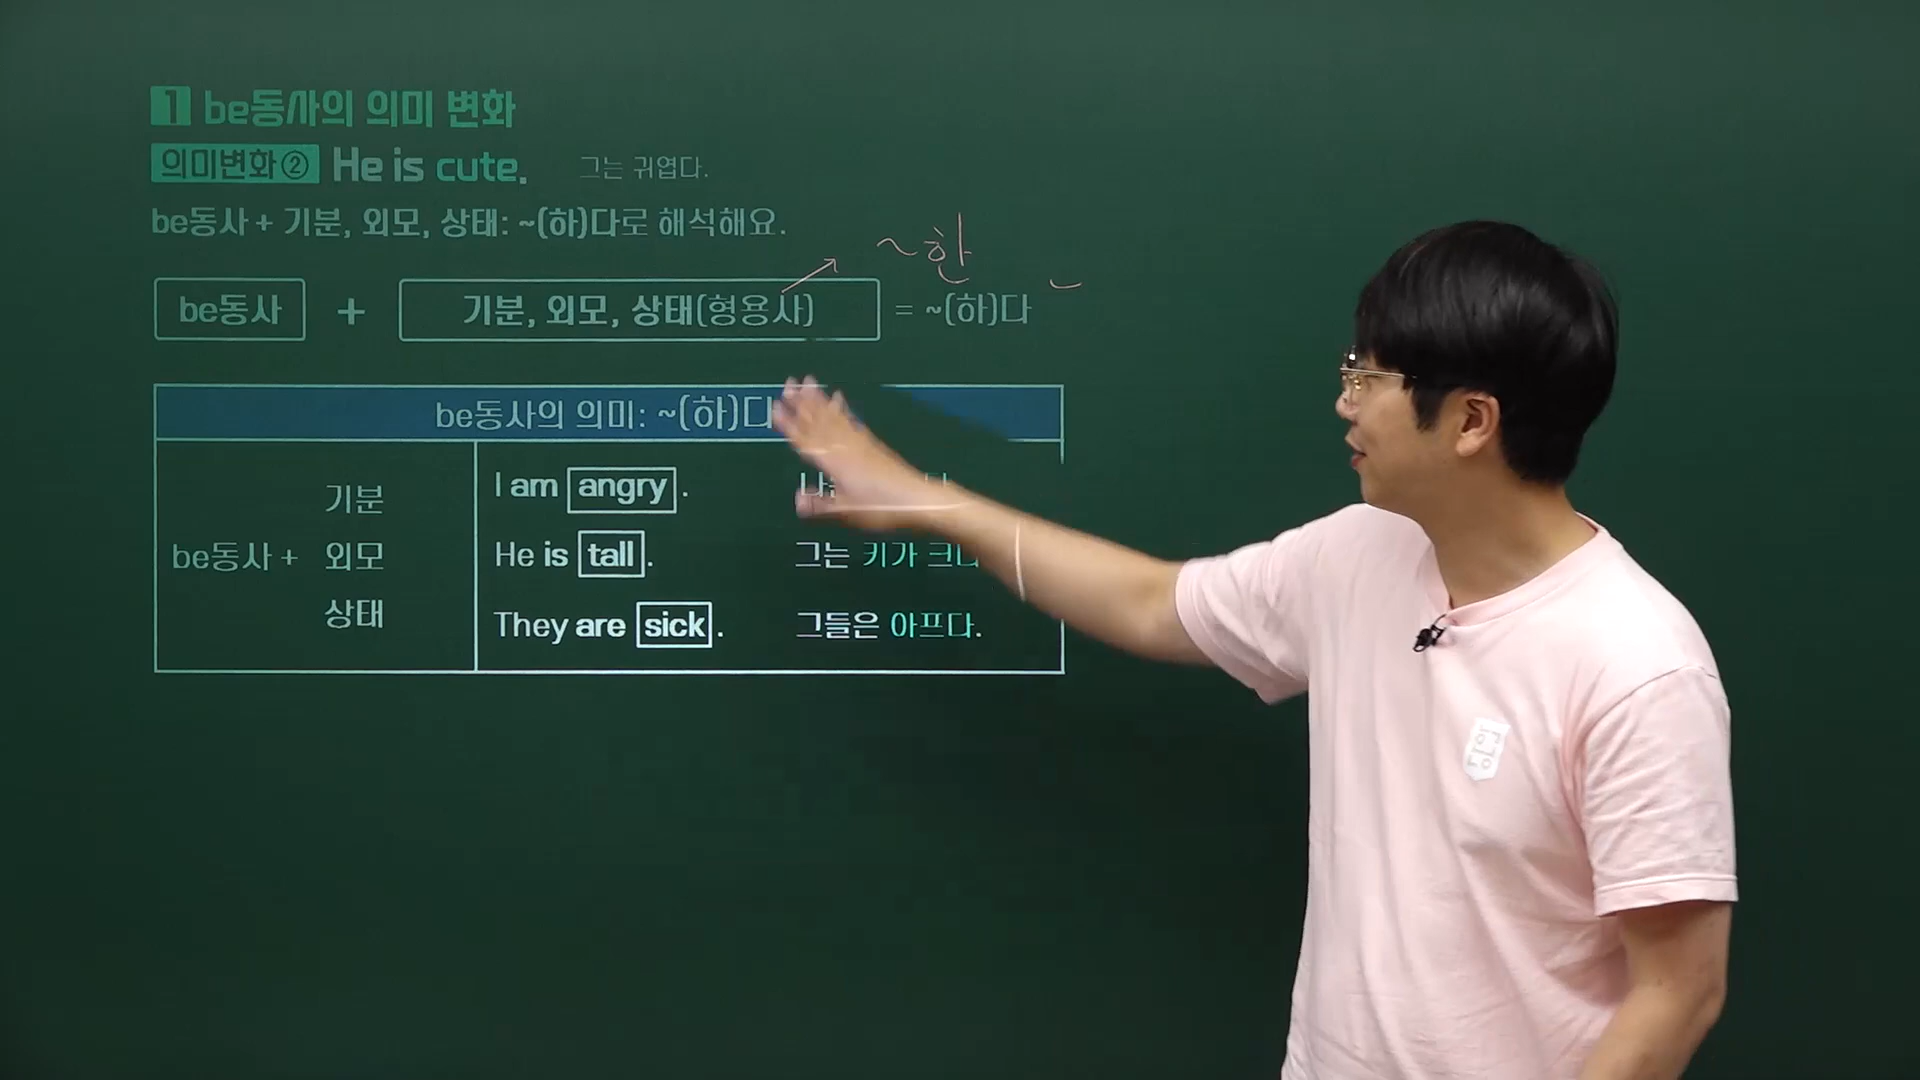 1 be동사의 의미 변화
의미변화② He is cute. 그는 귀엽다.
be동사 + 기분, 외모, 상태: ~(하)다로 해석해요.
~한
be동사 + 기분, 외모, 상태(형용사) = ~(하)다
be동사의 의미: ~(하)다
기분
be동사 + 외모
상태
I am angry.
He is tall. 그는 키가 크다
They are sick. 그들은 아프다.